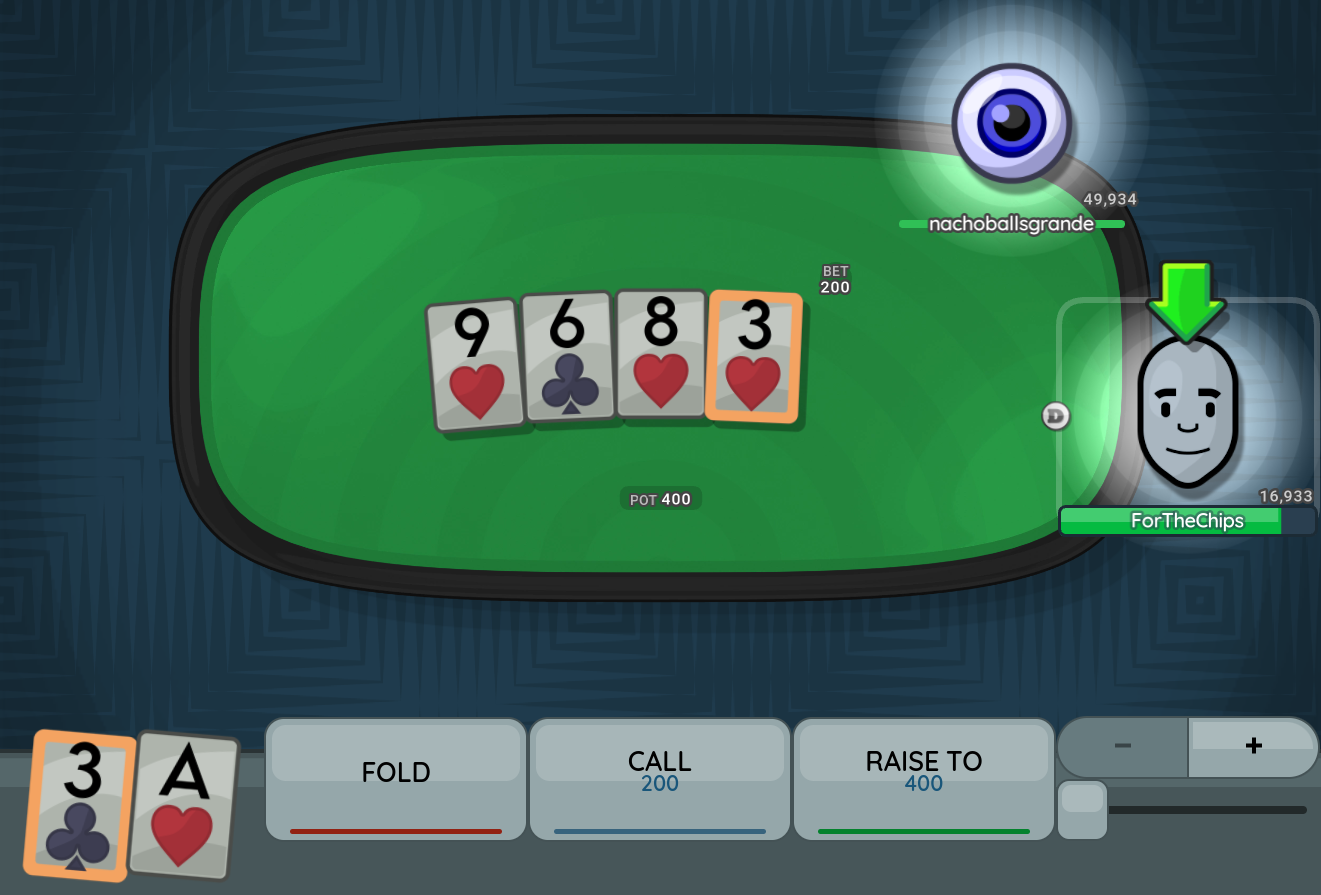 49,934
nachoballsgrande
BET
200
9
6
8
3
D
POT 400
16,933
ForTheChips
3
A
FOLD
CALL
200
RAISE TO
400
−
+